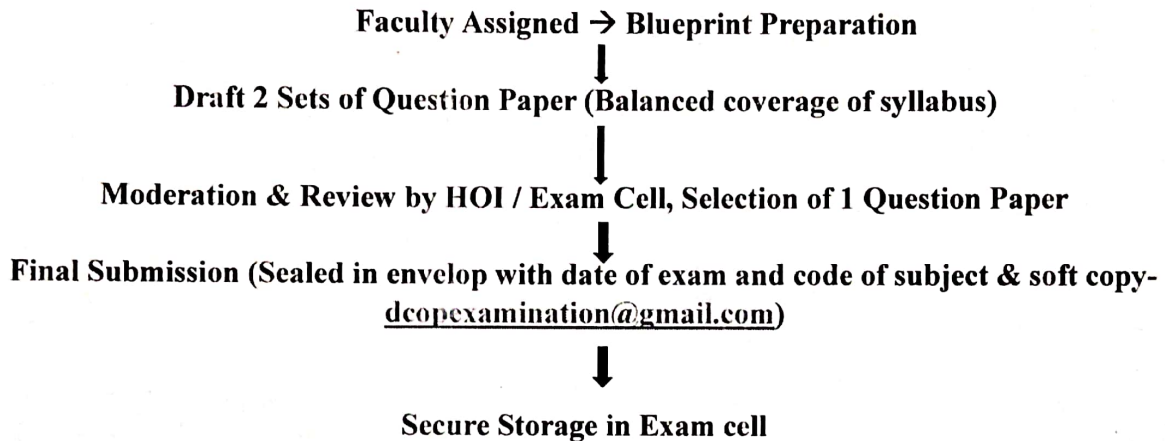 Faculty Assigned → Blueprint Preparation
Draft 2 Sets of Question Paper (Balanced coverage of syllabus)
Moderation & Review by HOI / Exam Cell, Selection of 1 Question Paper
Final Submission (Sealed in envelop with date of exam and code of subject & soft copy-
dcopexamination@gmail.com)
Secure Storage in Exam cell